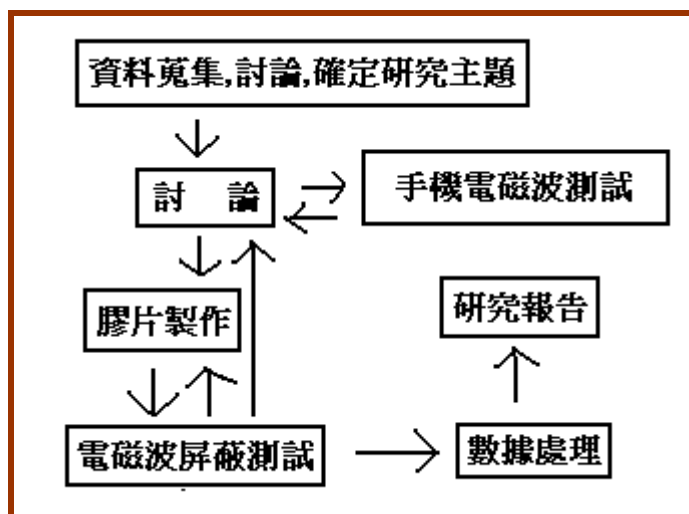 資料蒐集,討論,確定研究主題
討 論
手機電磁波測試
膠片製作
研究報告
電磁波屏蔽測試
數據處理